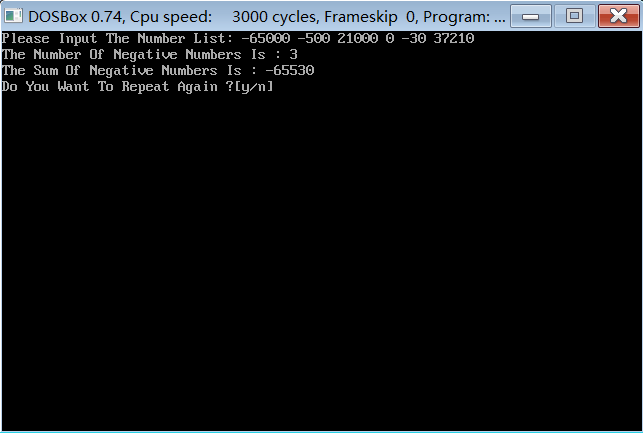 DOSBox 0.74, Cpu speed: 3000 cycles, Frameskip 0, Program: ...
Please Input The Number List: -65000 -500 21000 0 -30 37210
The Number Of Negative Numbers Is : 3
The Sum Of Negative Numbers Is : -65530
Do You Want To Repeat Again ?[y/n]